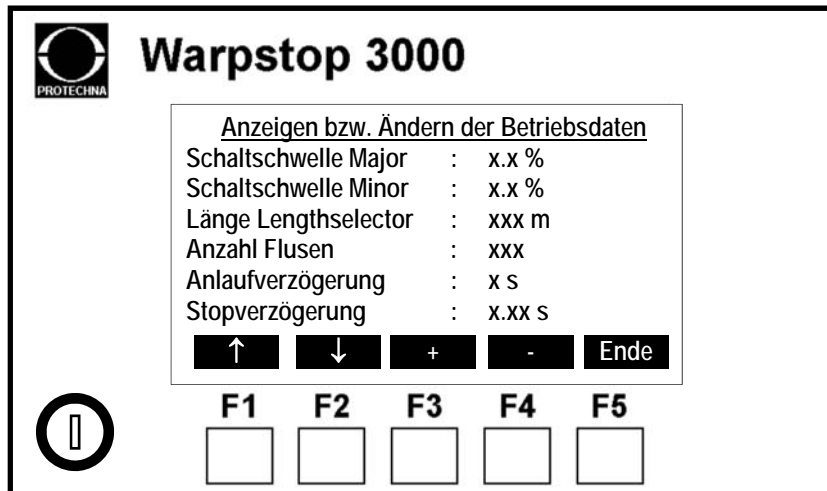 PROTECHNA
Warpstop 3000
Anzeigen bzw. Ändern der Betriebsdaten
Schaltschwelle Major : x.x %
Schaltschwelle Minor : x.x %
Länge Lengthselector : xxx m
Anzahl Flusen : xxx
Anlaufverzögerung : x s
Stopverzögerung : x.xx s
↑ ↓ + - Ende
F1 F2 F3 F4 F5